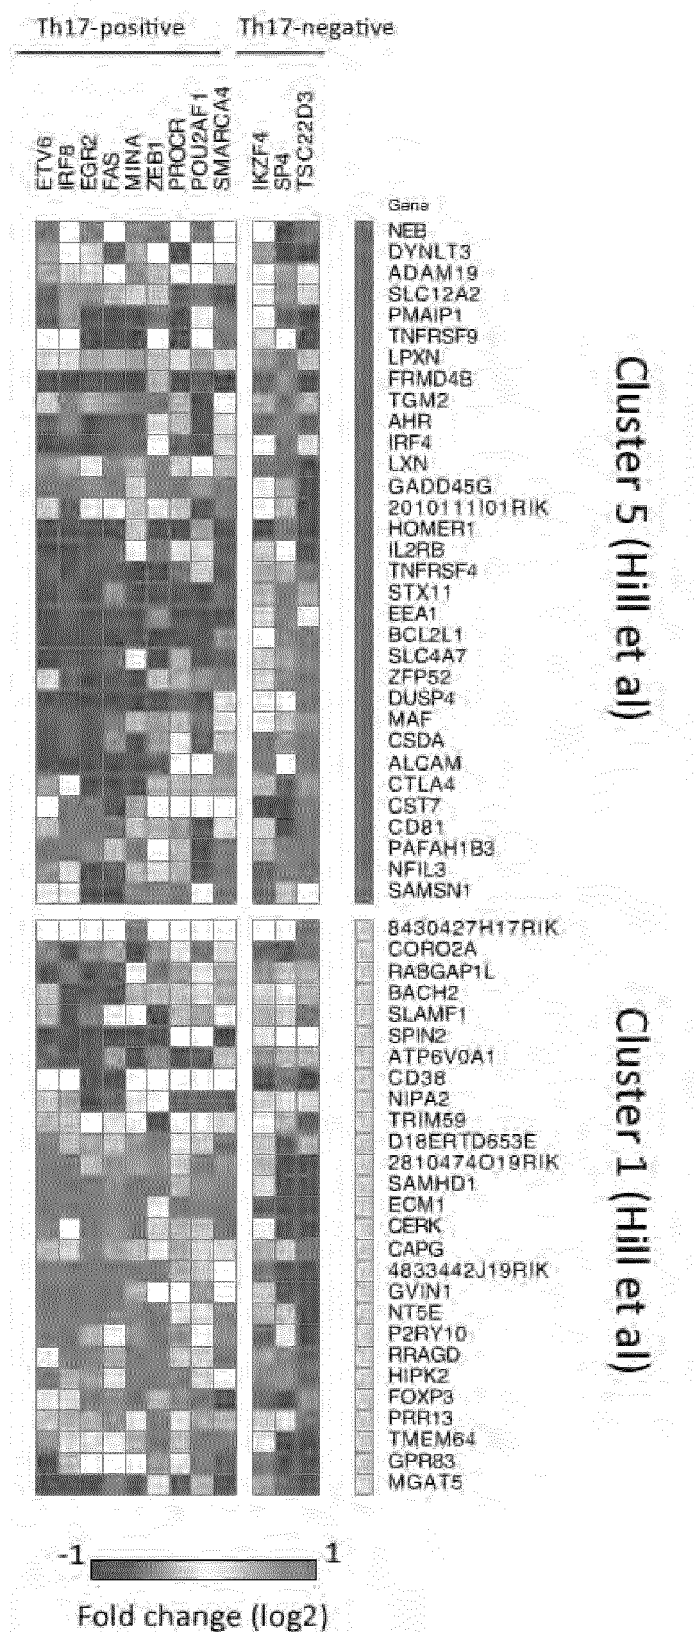 Th17-positive Th17-negative
ETV6
IRF8
EGR2
FAS
MINA
ZEB1
PROCR
POU2AF1
SMARCA4
IKZF4
SP4
TSC22D3
Gene
NEB
DYNLT3
ADAM19
SLC12A2
PMAIP1
TNFRSF9
LPXN
FRMD4B
TGM2
AHR
IRF4
LXN
GADD45G
2010111I01RIK
HOMER1
IL2RB
TNFRSF4
STX11
EEA1
BCL2L1
SLC4A7
ZFP52
DUSP4
MAF
CSDA
ALCAM
CTLA4
CST7
CD81
PAFAH1B3
NFIL3
SAMSN1
Cluster 5 (Hill et al)
8430427H17RIK
CORO2A
RABGAP1L
BACH2
SLAMF1
SPIN2
ATP6V0A1
CD38
NIPA2
TRIM59
D18ERTD653E
2810474O19RIK
SAMHD1
ECM1
CERK
CAPG
4833442J19RIK
GVIN1
NT5E
P2RY10
RRAGD
HIPK2
FOXP3
PRR13
TMEM64
GPR83
MGAT5
Cluster 1 (Hill et al)
-1 1
Fold change (log2)